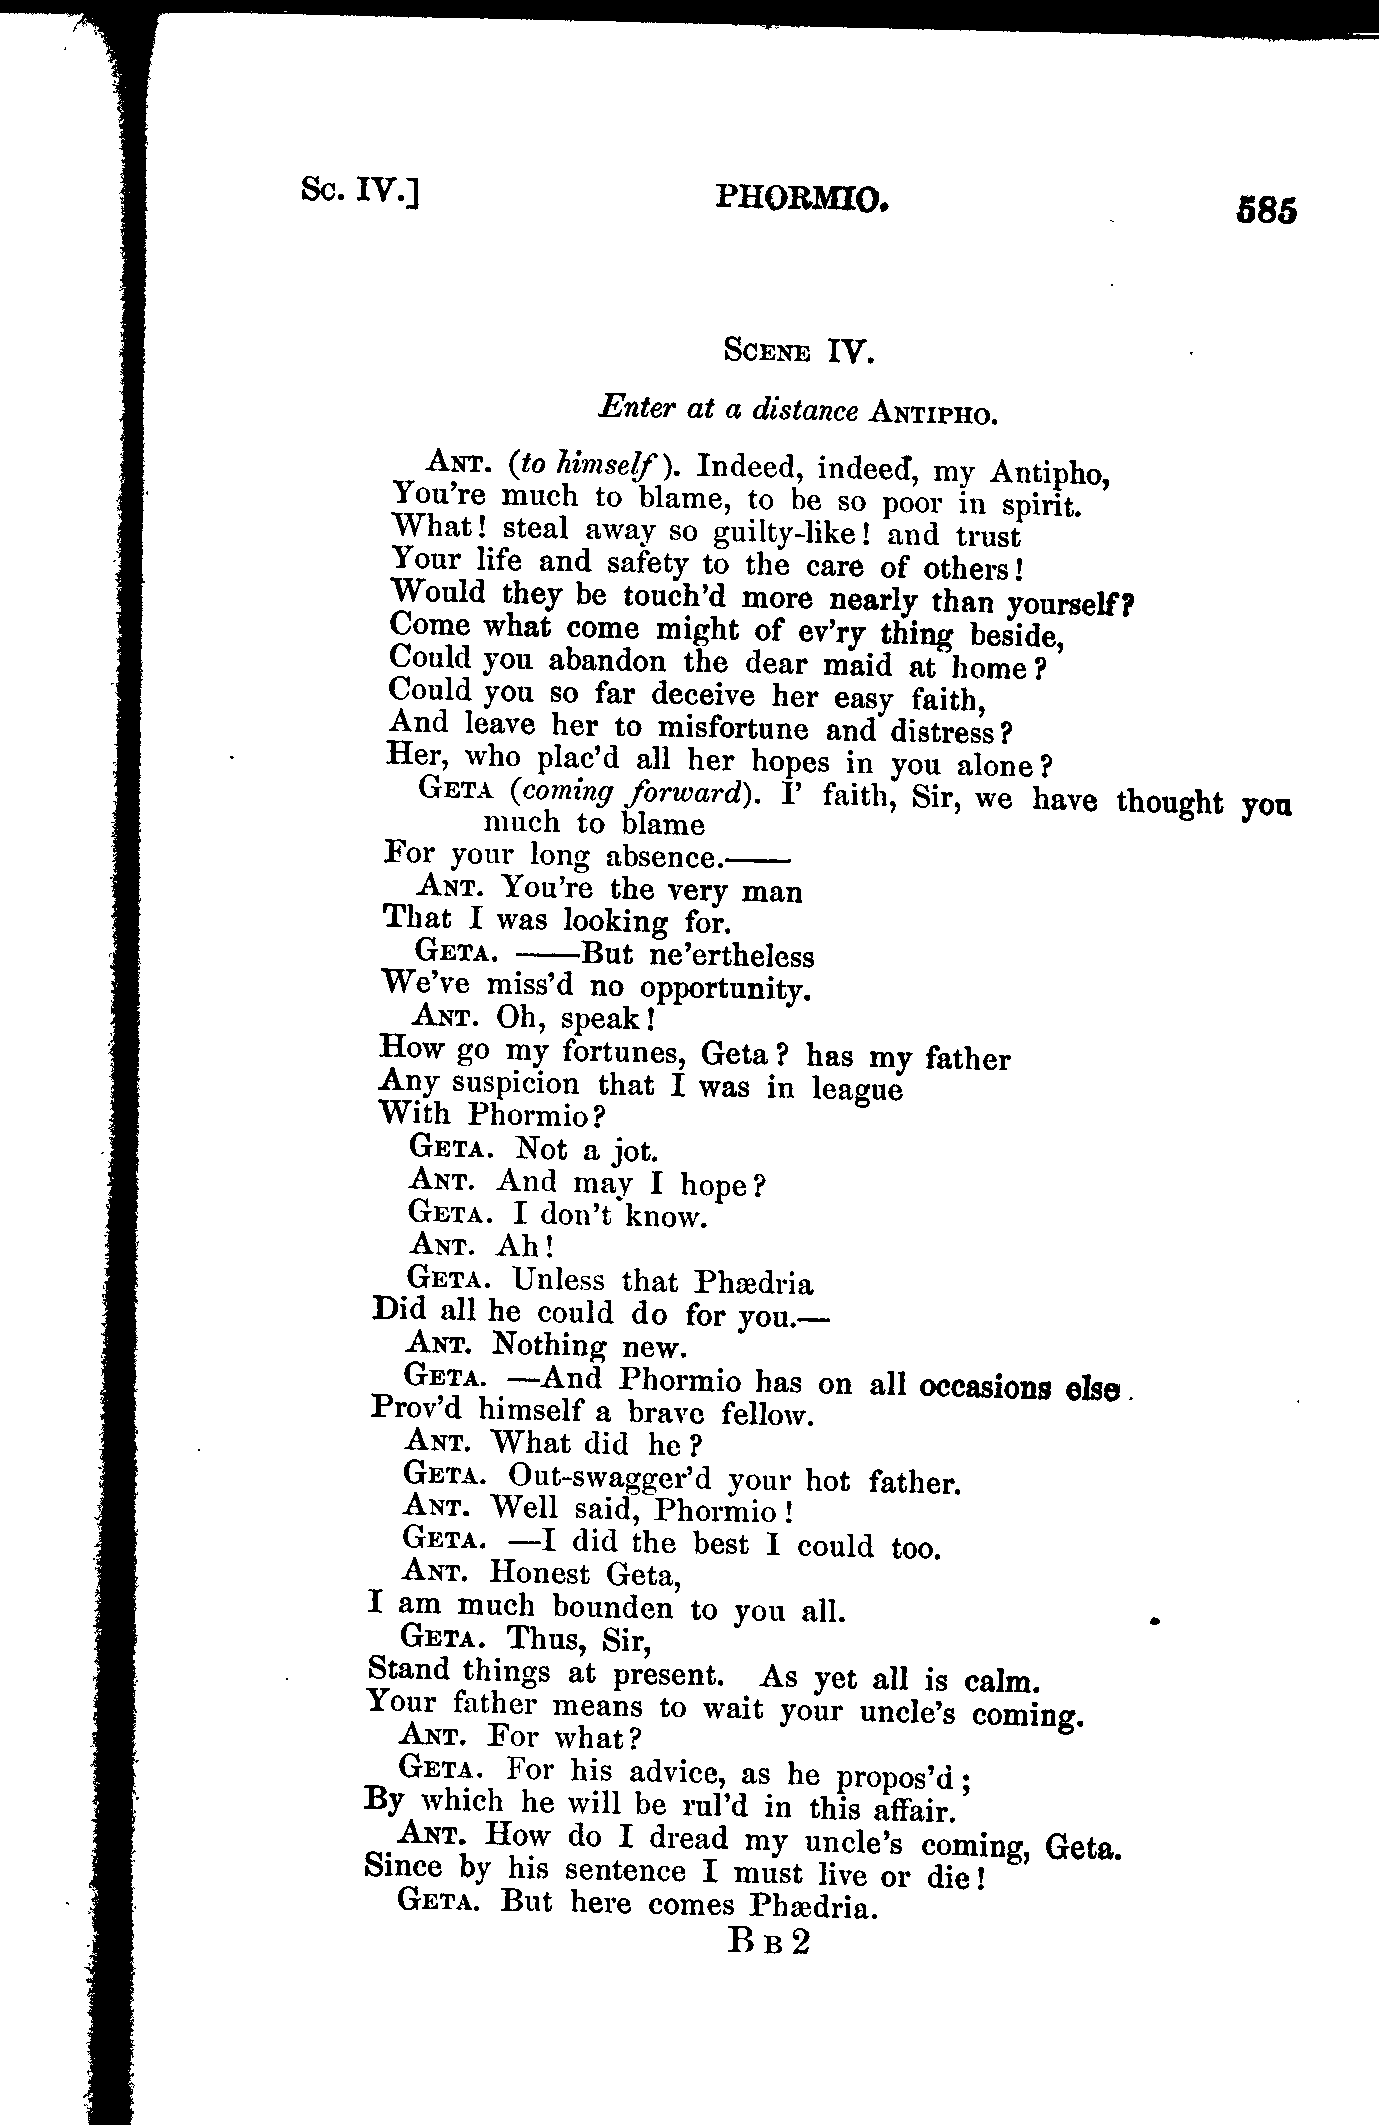 Sc. IV.] PHORMIO. 585
Scene IV.
Enter at a distance Antipho.
Ant. (to himself). Indeed, indeed, my Antipho,
You're much to blame, to be so poor in spirit.
What! steal away so guilty-like! and trust
Your life and safety to the care of others!
Would they be touch'd more nearly than yourself?
Come what come might of ev'ry thing beside,
Could you abandon the dear maid at home?
Could you so far deceive her easy faith,
And leave her to misfortune and distress?
Her, who plac'd all her hopes in you alone?
Geta (coming forward). I' faith, Sir, we have thought you
much to blame
For your long absence.——
Ant. You're the very man
That I was looking for.
Geta. ——But ne'ertheless
We've miss'd no opportunity.
Ant. Oh, speak!
How go my fortunes, Geta? has my father
Any suspicion that I was in league
With Phormio?
Geta. Not a jot.
Ant. And may I hope?
Geta. I don't know.
Ant. Ah!
Geta. Unless that Phædria
Did all he could do for you.—
Ant. Nothing new.
Geta. —And Phormio has on all occasions else
Prov'd himself a brave fellow.
Ant. What did he?
Geta. Out-swagger'd your hot father.
Ant. Well said, Phormio!
Geta. —I did the best I could too.
Ant. Honest Geta,
I am much bounden to you all.
Geta. Thus, Sir,
Stand things at present. As yet all is calm.
Your father means to wait your uncle's coming.
Ant. For what?
Geta. For his advice, as he propos'd;
By which he will be rul'd in this affair.
Ant. How do I dread my uncle's coming, Geta.
Since by his sentence I must live or die!
Geta. But here comes Phædria.
B B 2